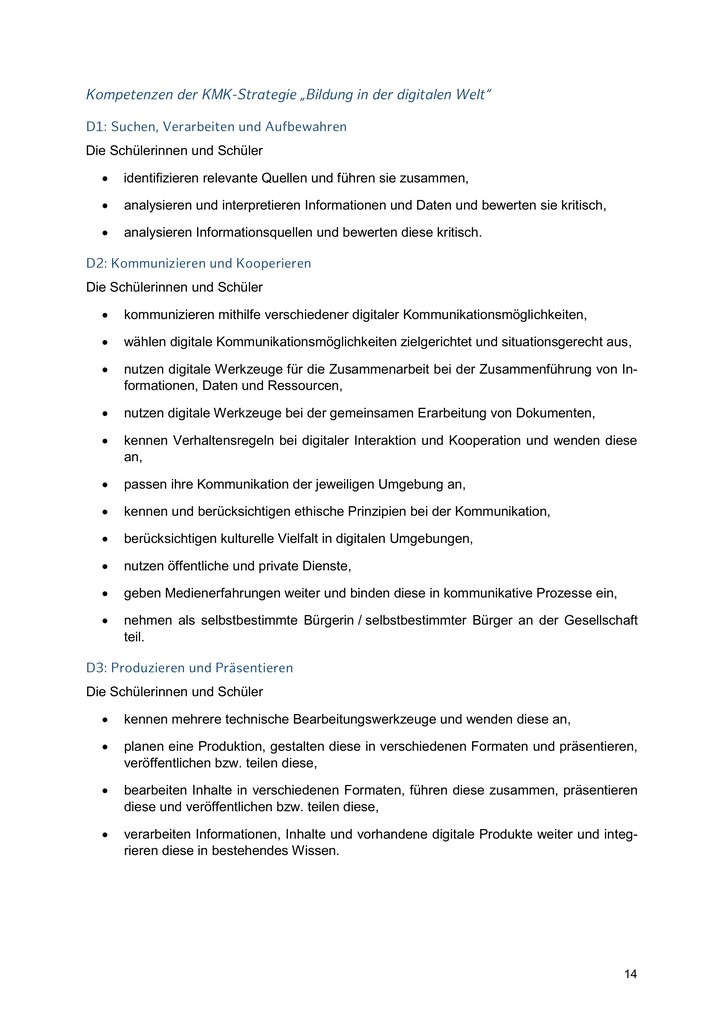 Kompetenzen der KMK-Strategie „Bildung in der digitalen Welt“
D1: Suchen, Verarbeiten und Aufbewahren
Die Schülerinnen und Schüler
• identifizieren relevante Quellen und führen sie zusammen,
• analysieren und interpretieren Informationen und Daten und bewerten sie kritisch,
• analysieren Informationsquellen und bewerten diese kritisch.
D2: Kommunizieren und Kooperieren
Die Schülerinnen und Schüler
• kommunizieren mithilfe verschiedener digitaler Kommunikationsmöglichkeiten,
• wählen digitale Kommunikationsmöglichkeiten zielgerichtet und situationsgerecht aus,
• nutzen digitale Werkzeuge für die Zusammenarbeit bei der Zusammenführung von In-
formationen, Daten und Ressourcen,
• nutzen digitale Werkzeuge bei der gemeinsamen Erarbeitung von Dokumenten,
• kennen Verhaltensregeln bei digitaler Interaktion und Kooperation und wenden diese
an,
• passen ihre Kommunikation der jeweiligen Umgebung an,
• kennen und berücksichtigen ethische Prinzipien bei der Kommunikation,
• berücksichtigen kulturelle Vielfalt in digitalen Umgebungen,
• nutzen öffentliche und private Dienste,
• geben Medienerfahrungen weiter und binden diese in kommunikative Prozesse ein,
• nehmen als selbstbestimmte Bürgerin / selbstbestimmter Bürger an der Gesellschaft
teil.
D3: Produzieren und Präsentieren
Die Schülerinnen und Schüler
• kennen mehrere technische Bearbeitungswerkzeuge und wenden diese an,
• planen eine Produktion, gestalten diese in verschiedenen Formaten und präsentieren,
veröffentlichen bzw. teilen diese,
• bearbeiten Inhalte in verschiedenen Formaten, führen diese zusammen, präsentieren
diese und veröffentlichen bzw. teilen diese,
• verarbeiten Informationen, Inhalte und vorhandene digitale Produkte weiter und integ-
rieren diese in bestehendes Wissen.
14